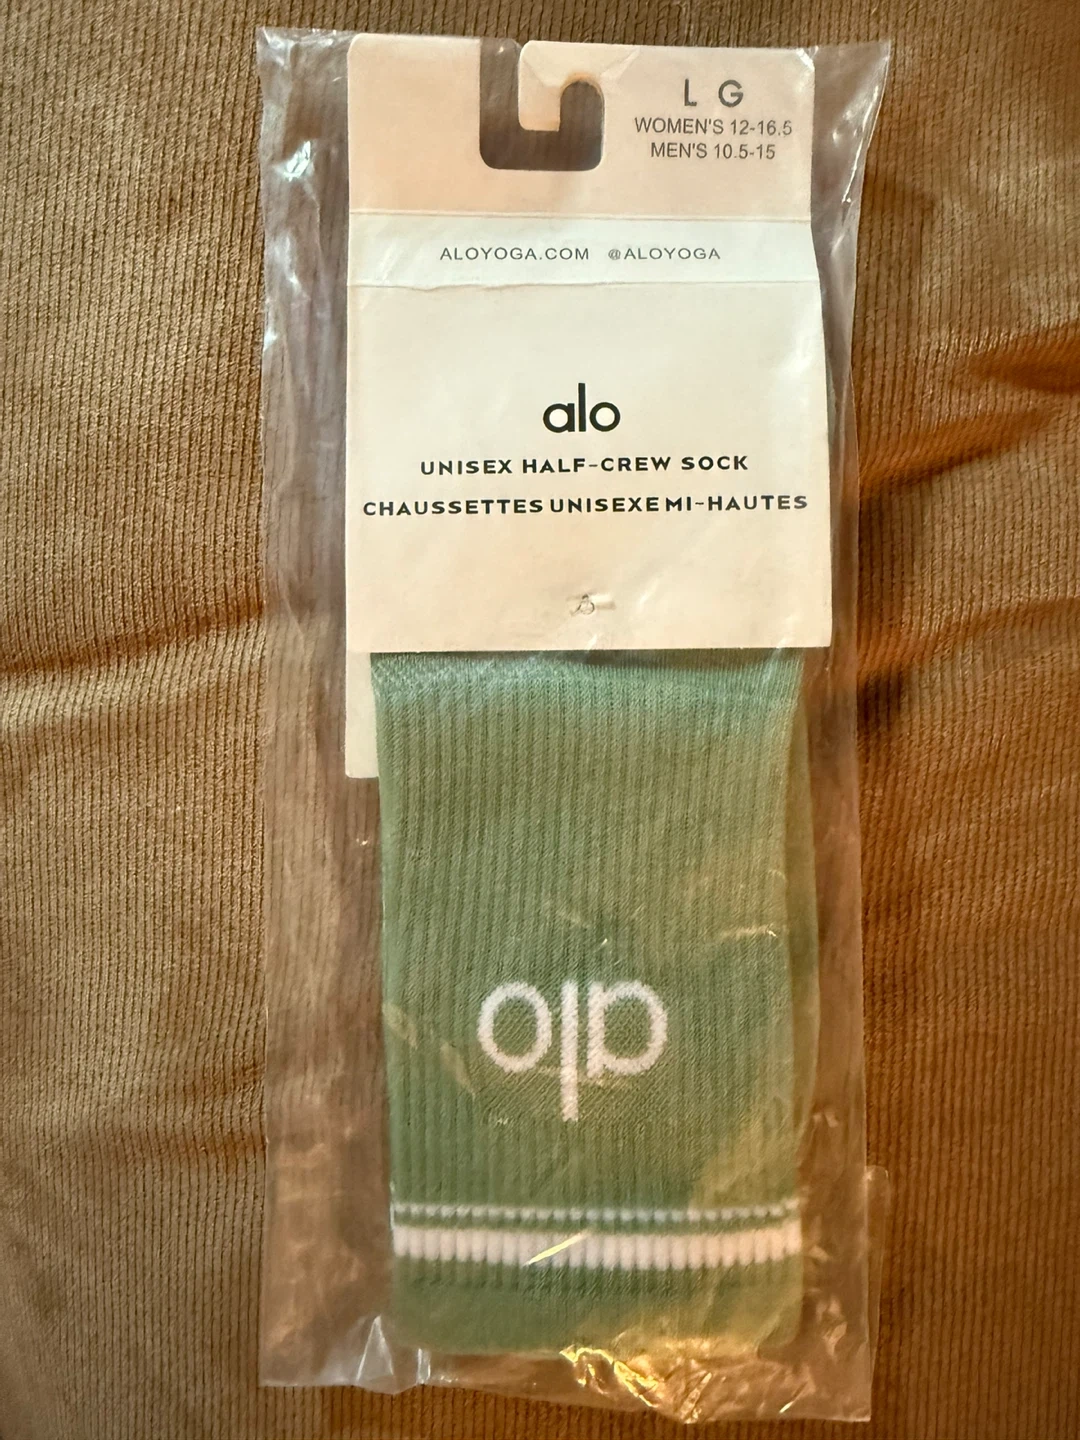 L G
WOMEN'S 12-16.5
MEN'S 10.5-15
ALOYOGA.COM @ALOYOGA
alo
UNISEX HALF-CREW SOCK
CHAUSSETTES UNISEXE MI-HAUTES
alo